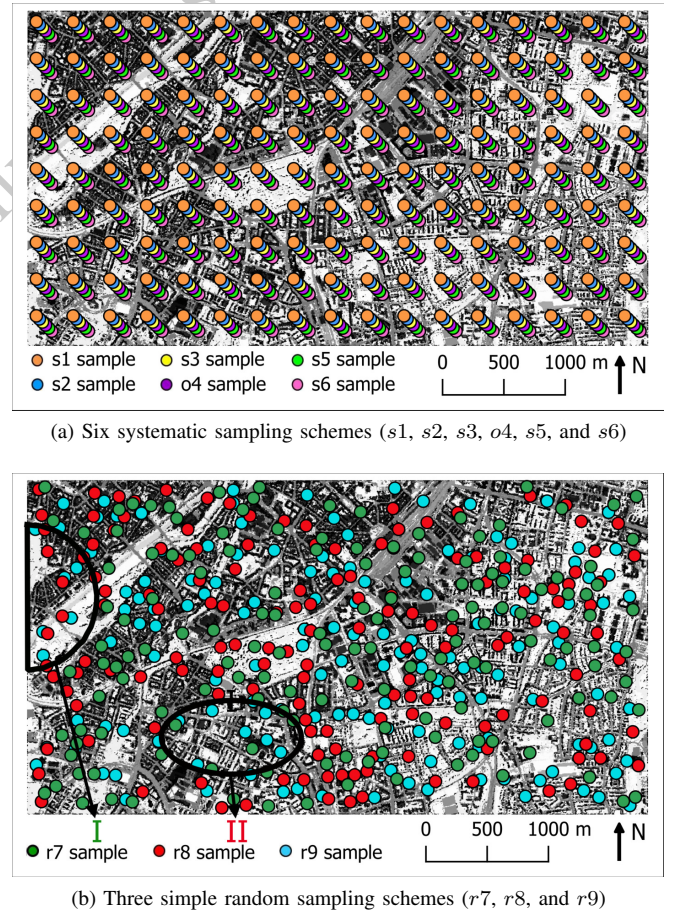 s1 sample s3 sample s5 sample
s2 sample o4 sample s6 sample
0 500 1000 m N
(a) Six systematic sampling schemes (s1, s2, s3, o4, s5, and s6)
I II
r7 sample r8 sample r9 sample
0 500 1000 m N
(b) Three simple random sampling schemes (r7, r8, and r9)